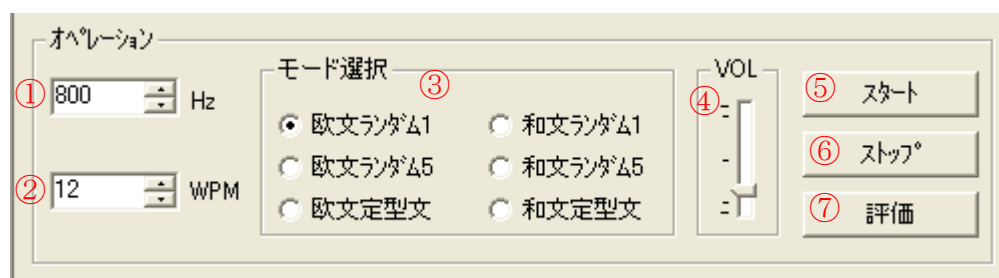 オペレーション
① 800 Hz
② 12 WPM
モード選択 ③
欧文ランダム1 和文ランダム1
欧文ランダム5 和文ランダム5
欧文定型文 和文定型文
VOL
④
⑤ スタート
⑥ ストップ
⑦ 評価